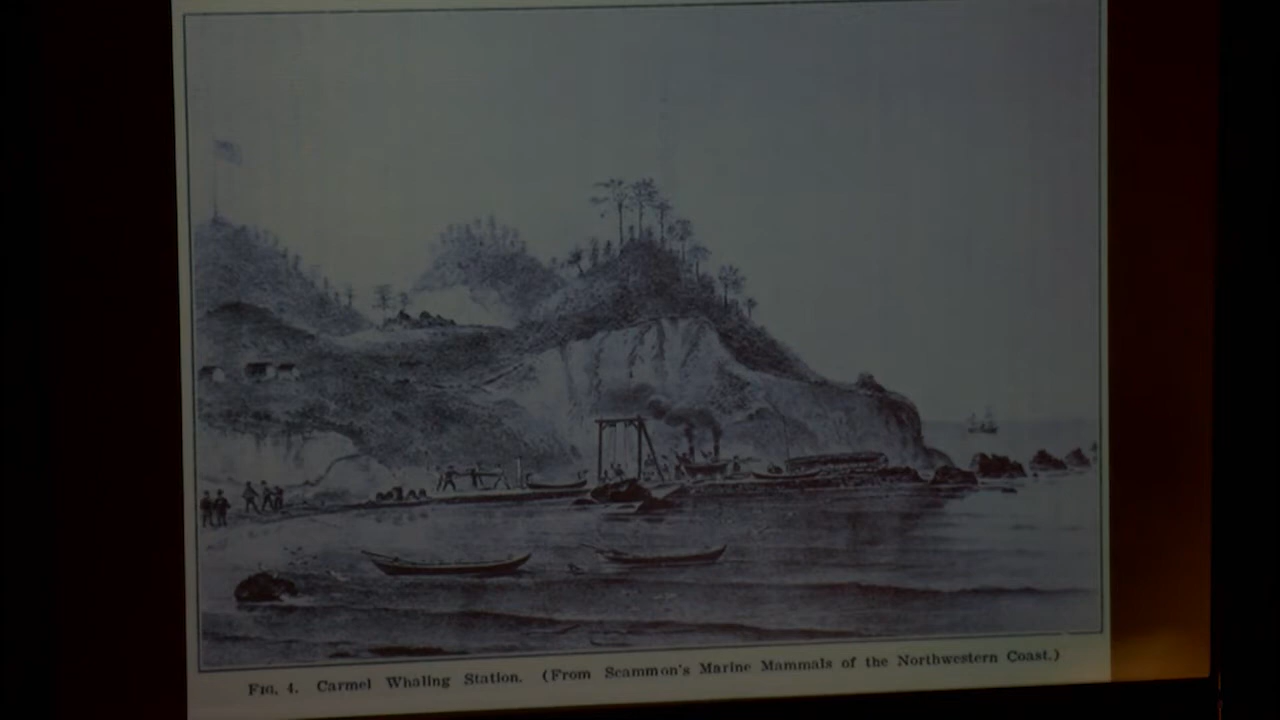 Fig. 4. Carmel Whaling Station. (From Scammon's Marine Mammals of the Northwestern Coast.)